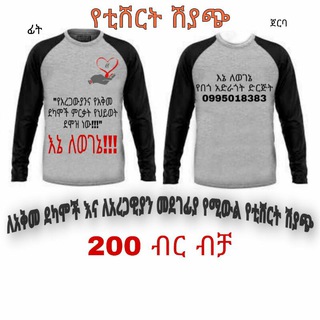 የቲሸርት ሽያጭ
ፊት
ጀርባ
"የአረጋውያንና የአቅመ
ደካሞች ምርቃት የህይወት
ደሞዝ ነው!!!"
እኔ ለወገኔ!!!
እኔ ለወገኔ
የበጎ አድራጎት ድርጅት
0995018383
ለአቅመ ደካሞች እና ለአረጋዊያን መደገፊያ የሚውል የቲሸርት ሽያጭ
200 ብር ብቻ